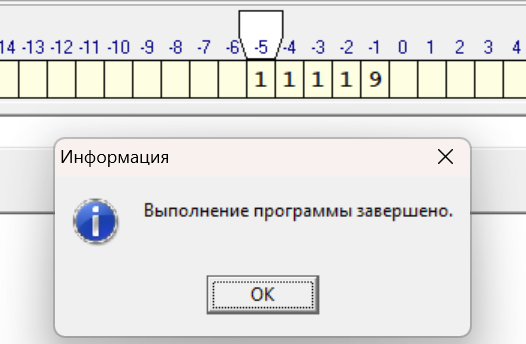 14 -13 -12 -11 -10 -9 -8 -7 -6 -5 -4 -3 -2 -1 0 1 2 3 4
1 1 1 1 9
Информация
Выполнение программы завершено.
OK